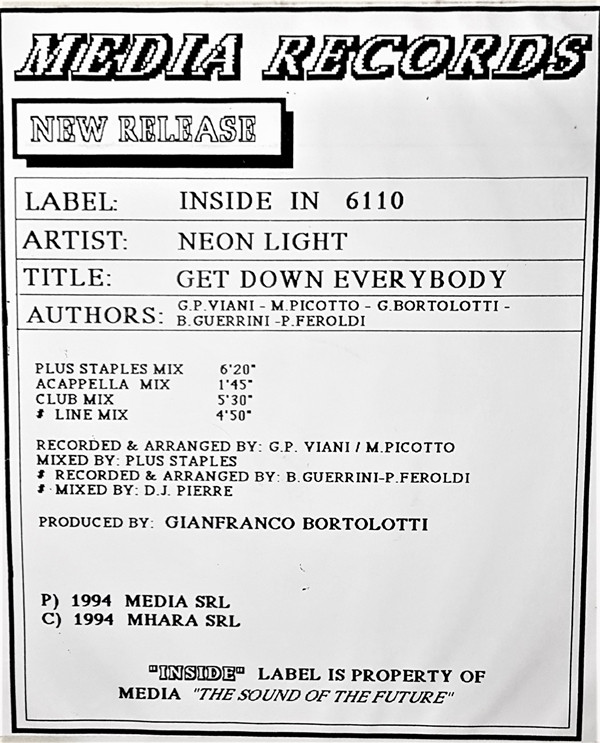 MEDIA RECORDS
NEW RELEASE
LABEL: INSIDE IN 6110
ARTIST: NEON LIGHT
TITLE: GET DOWN EVERYBODY
AUTHORS: G.P.VIANI - M.PICOTTO - G.BORTOLOTTI -
B.GUERRINI -P.FEROLDI
PLUS STAPLES MIX 6'20"
ACAPPELLA MIX 1'45"
CLUB MIX 5'30"
* LINE MIX 4'50"
RECORDED & ARRANGED BY: G.P. VIANI / M.PICOTTO
MIXED BY: PLUS STAPLES
* RECORDED & ARRANGED BY: B.GUERRINI-P.FEROLDI
* MIXED BY: D.J. PIERRE
PRODUCED BY: GIANFRANCO BORTOLOTTI
P) 1994 MEDIA SRL
C) 1994 MHARA SRL
"INSIDE" LABEL IS PROPERTY OF
MEDIA "THE SOUND OF THE FUTURE"